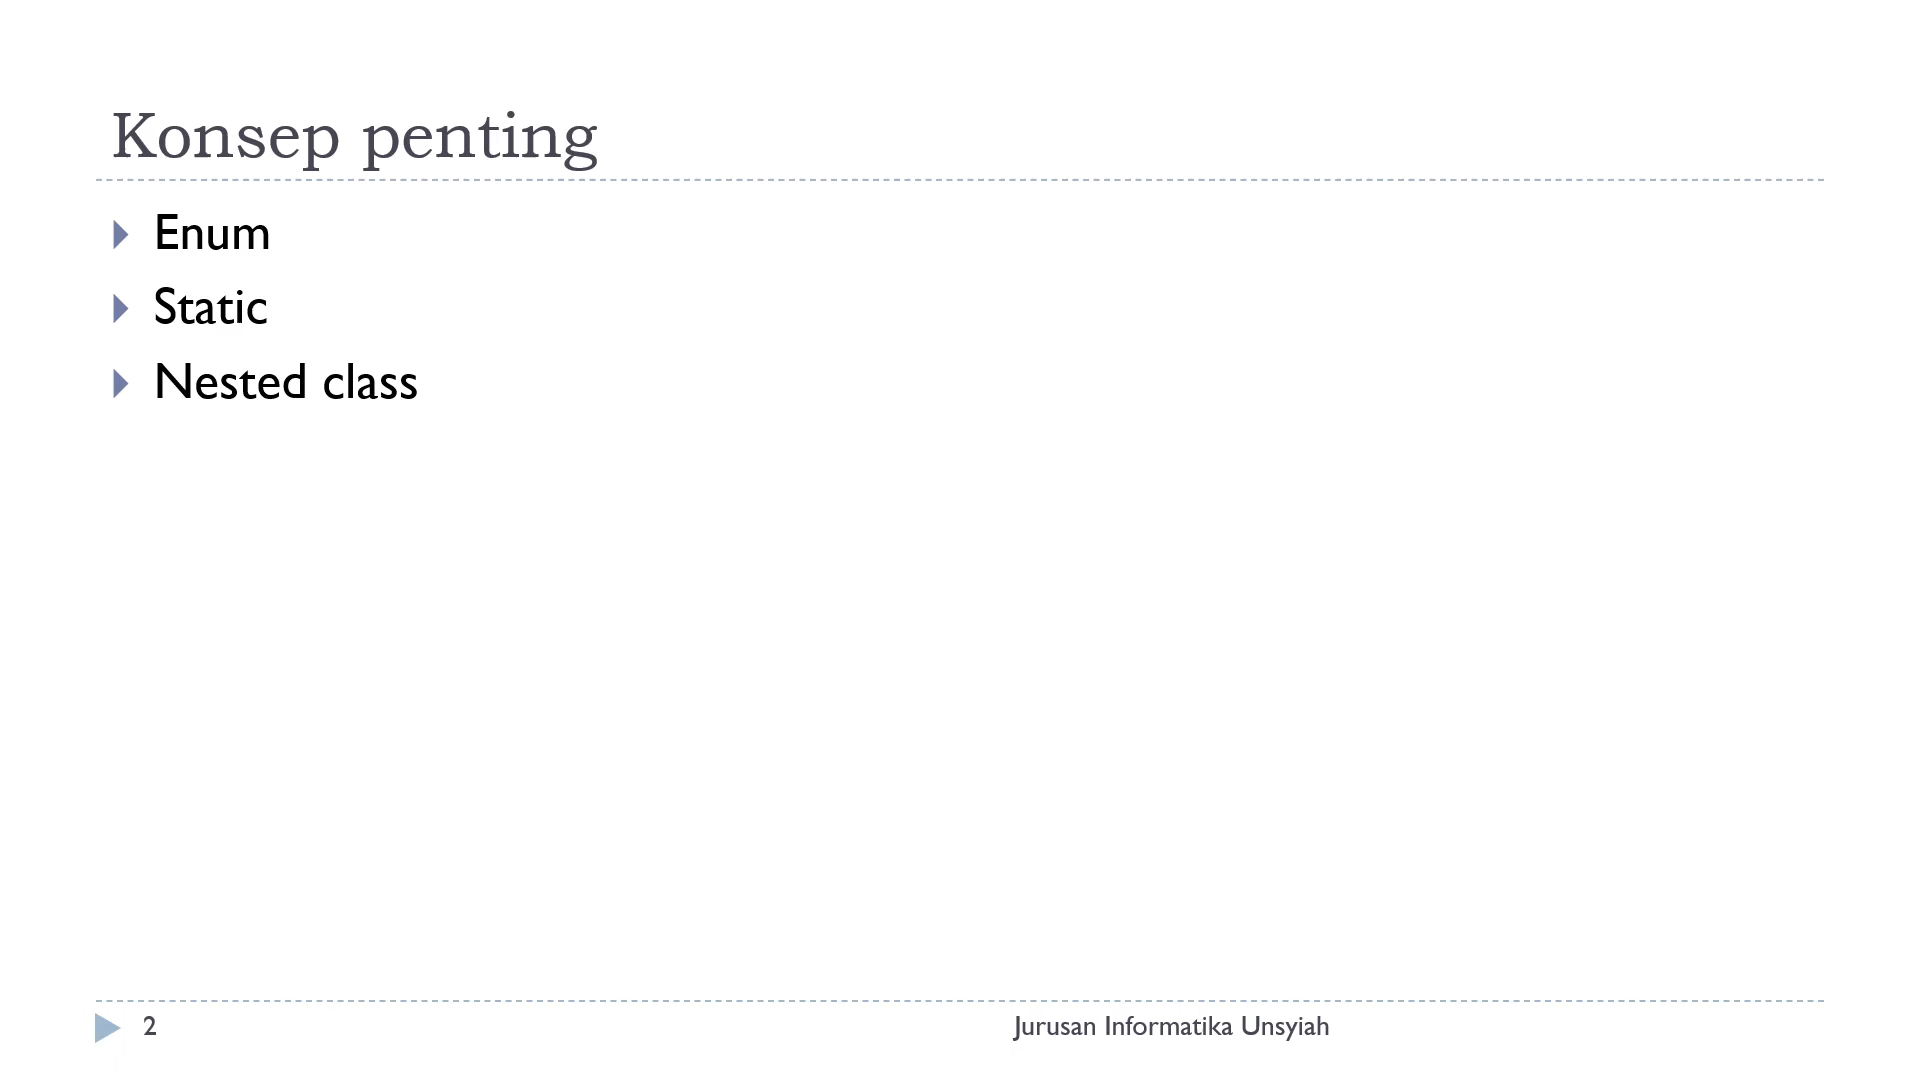 Konsep penting
Enum
Static
Nested class
2
Jurusan Informatika Unsyiah